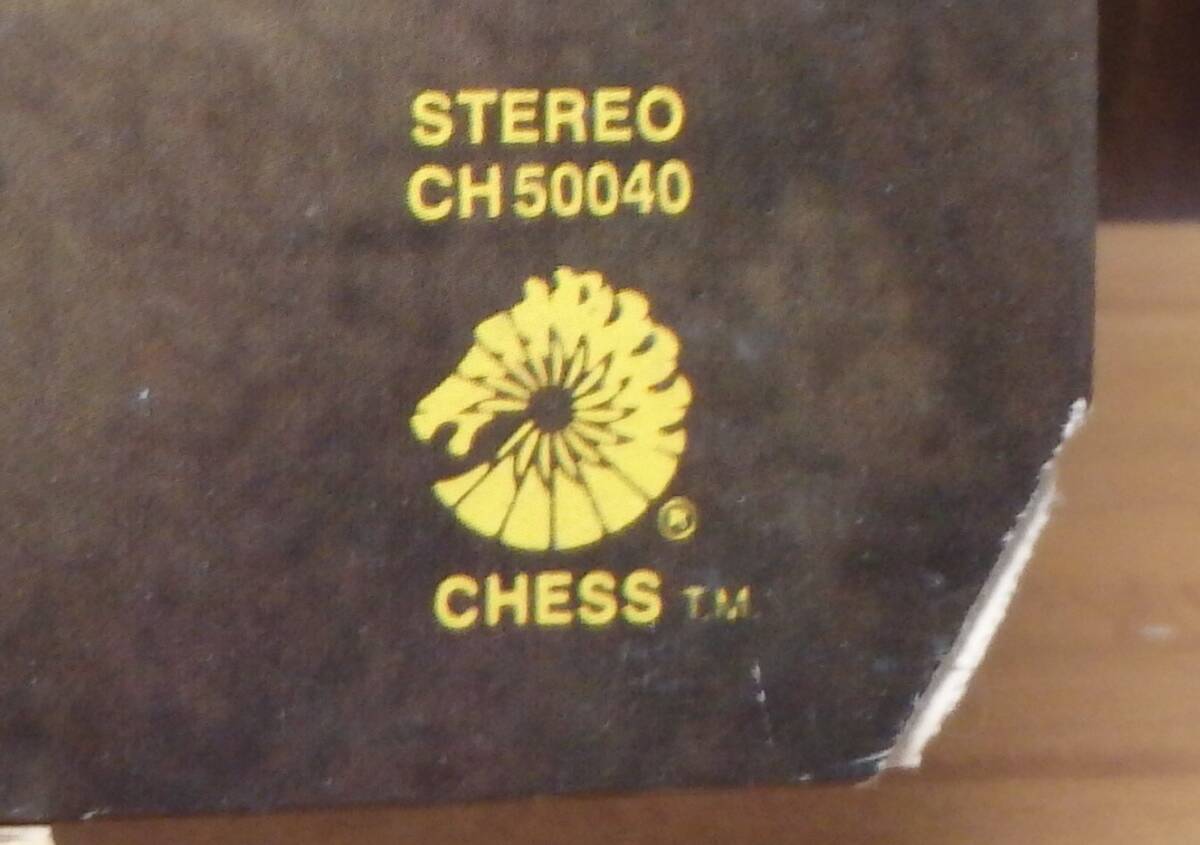 STEREO
CH 50040
®
CHESS T.M.